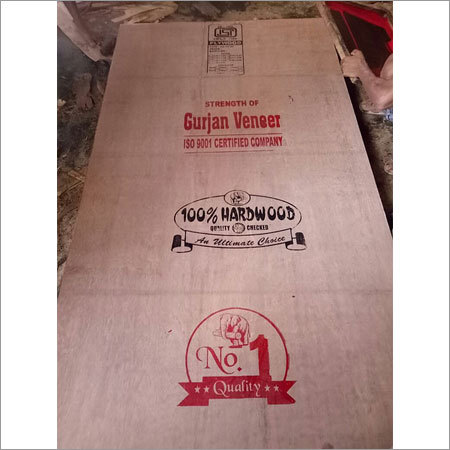 PLYWOOD
STRENGTH OF
Gurjan Veneer
ISO 9001 CERTIFIED COMPANY
100% HARDWOOD
QUALITY CHECKED
An Ultimate Choice
No.1
Quality